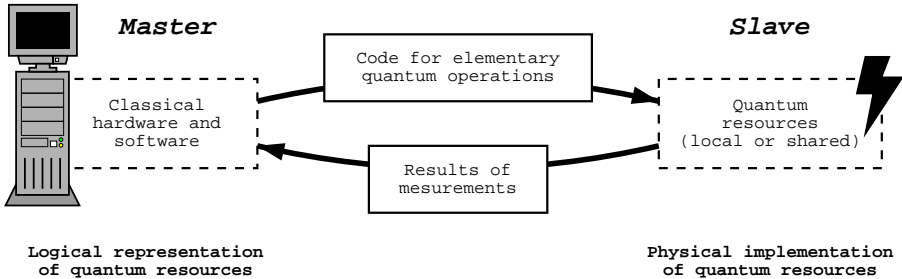 Master
Slave
Code for elementary
quantum operations
Classical
hardware and
software
Quantum
resources
(local or shared)
Results of
mesurements
Logical representation
of quantum resources
Physical implementation
of quantum resources